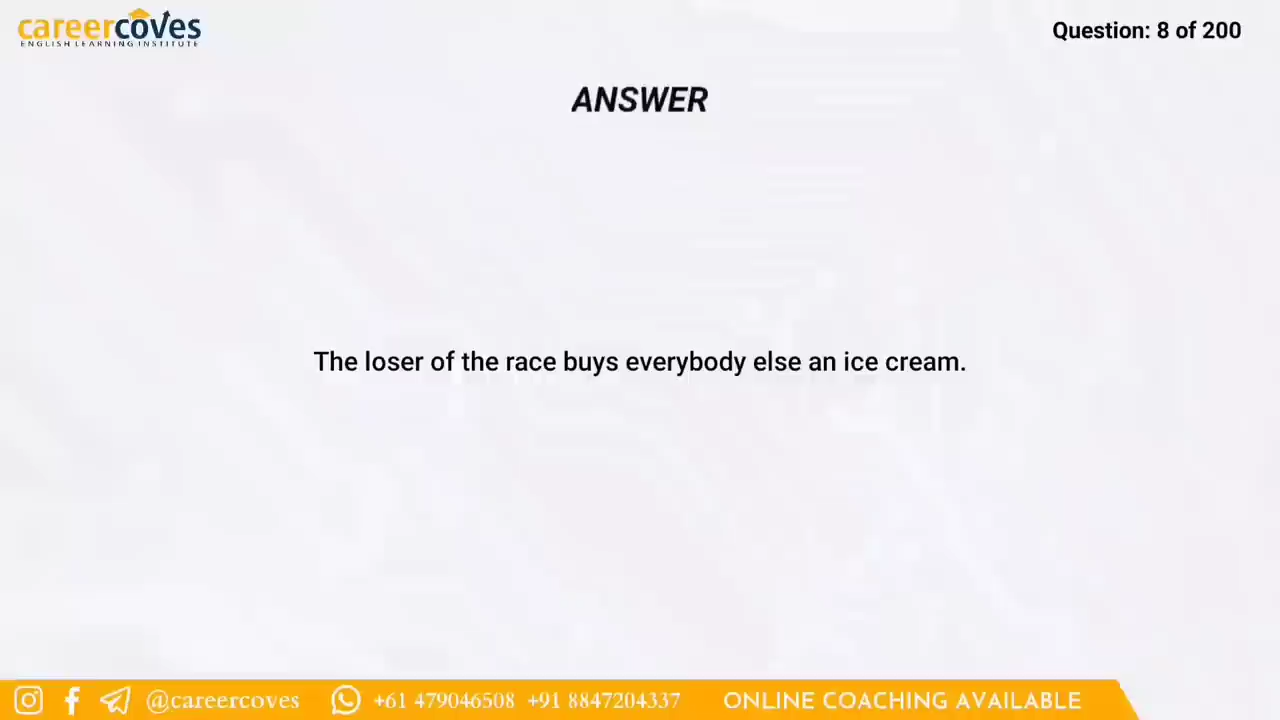 careercoves
ENGLISH LEARNING INSTITUTE
Question: 8 of 200
ANSWER
The loser of the race buys everybody else an ice cream.
@careercoves +61 479046508 +91 8847204337 ONLINE COACHING AVAILABLE